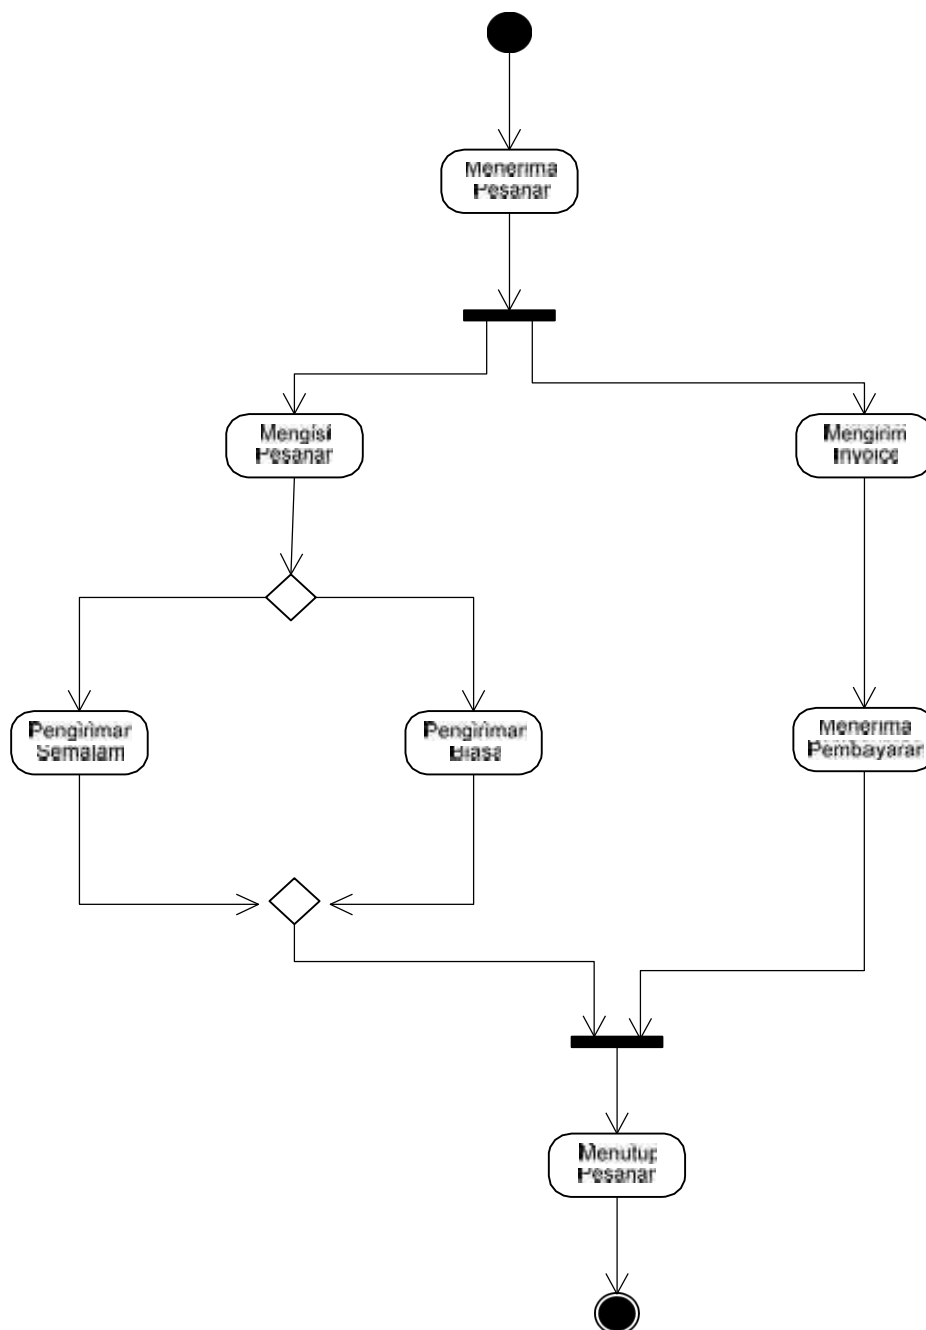 Menerima
Pesanan
Mengisi
Pesanan
Mengirim
Invoice
Pengiriman
Semalam
Pengiriman
Biasa
Menerima
Pembayaran
Menutup
Pesanan